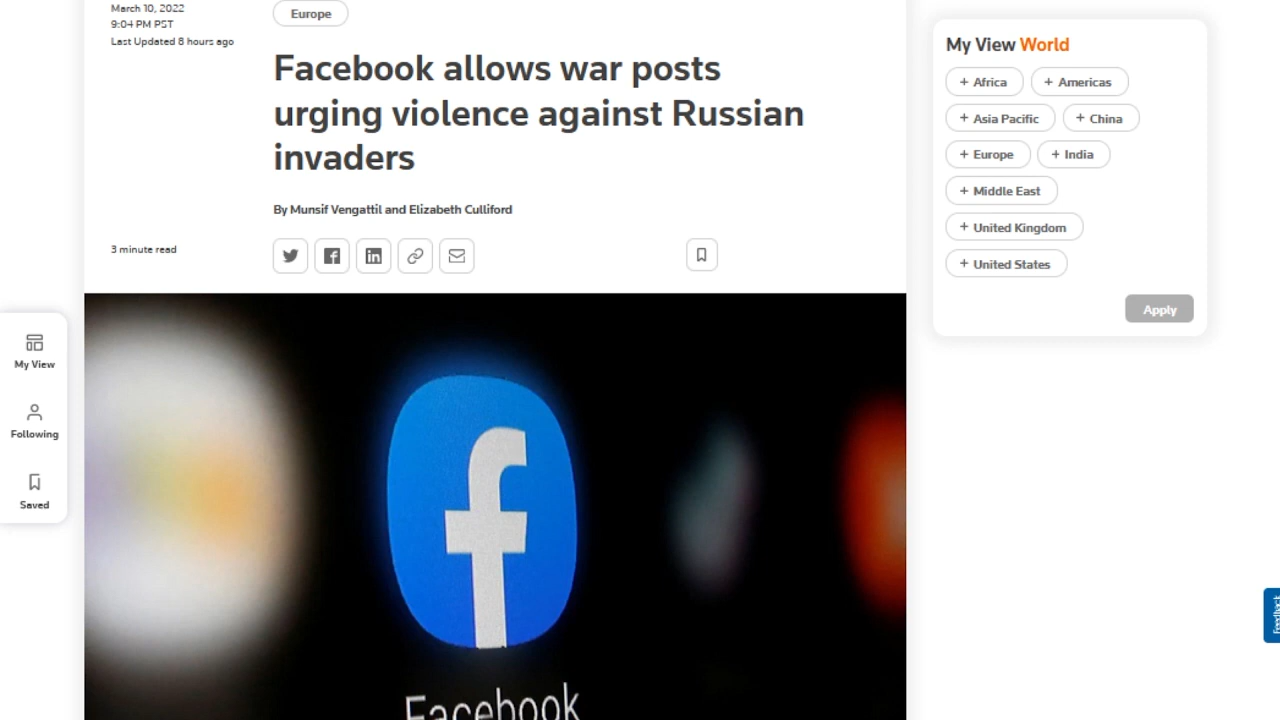 March 10, 2022
9:04 PM PST
Last Updated 8 hours ago
Europe
Facebook allows war posts
urging violence against Russian
invaders
By Munsif Vengattil and Elizabeth Culliford
3 minute read
My View
Following
Saved
Facebook
My View World
+ Africa
+ Americas
+ Asia Pacific
+ China
+ Europe
+ India
+ Middle East
+ United Kingdom
+ United States
Apply
Feedback